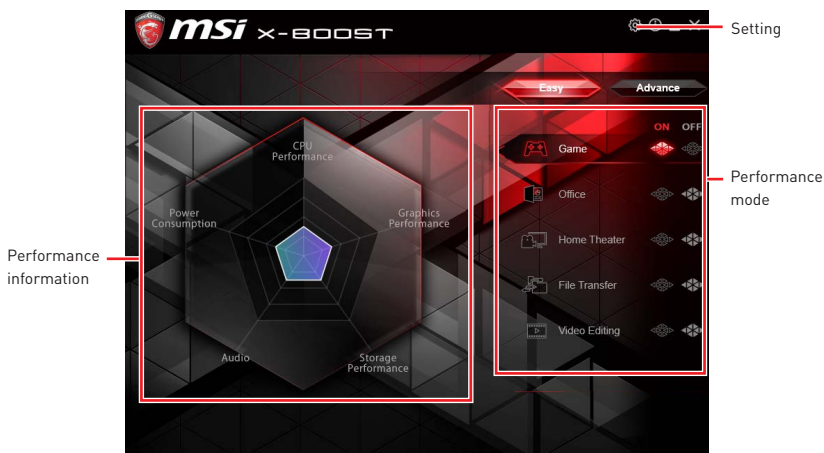 msi X-BOOST
Setting
Easy
Advance
ON OFF
Game
Office
Home Theater
File Transfer
Video Editing
Performance
mode
CPU
Performance
Power
Consumption
Graphics
Performance
Audio
Storage
Performance
Performance
information